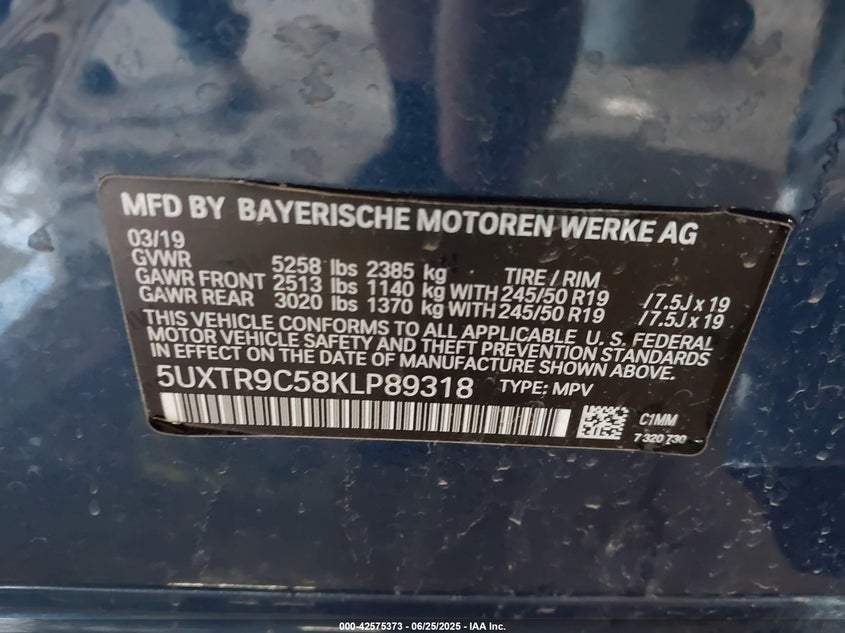 MFD BY BAYERISCHE MOTOREN WERKE AG
03/19
GVWR 5258 lbs 2385 kg TIRE / RIM
GAWR FRONT 2513 lbs 1140 kg WITH 245/50 R19 /7.5J x 19
GAWR REAR 3020 lbs 1370 kg WITH 245/50 R19 /7.5J x 19
THIS VEHICLE CONFORMS TO ALL APPLICABLE U. S. FEDERAL
MOTOR VEHICLE SAFETY AND THEFT PREVENTION STANDARDS
IN EFFECT ON THE DATE OF MANUFACTURE SHOWN ABOVE.
5UXTR9C58KLP89318 TYPE: MPV
C1MM
7 320 730
000-42575373 - 06/25/2025 - IAA Inc.